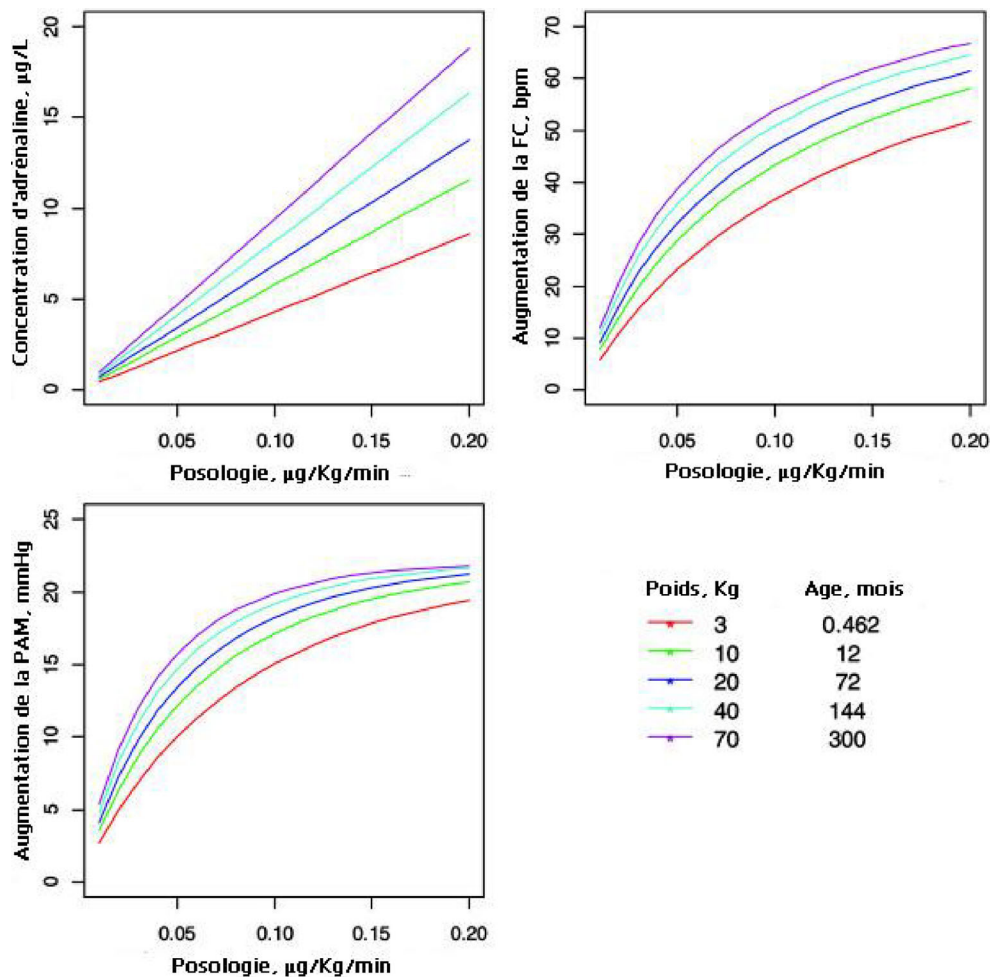 Concentration d'adrénaline, µg/L
20
15
10
5
0
0.05 0.10 0.15 0.20
Posologie, µg/Kg/min
Augmentation de la FC, bpm
70
60
50
40
30
20
10
0
0.05 0.10 0.15 0.20
Posologie, µg/Kg/min
Augmentation de la PAM, mmHg
25
20
15
10
5
0
0.05 0.10 0.15 0.20
Posologie, µg/Kg/min
Poids, Kg Age, mois
3 0.462
10 12
20 72
40 144
70 300